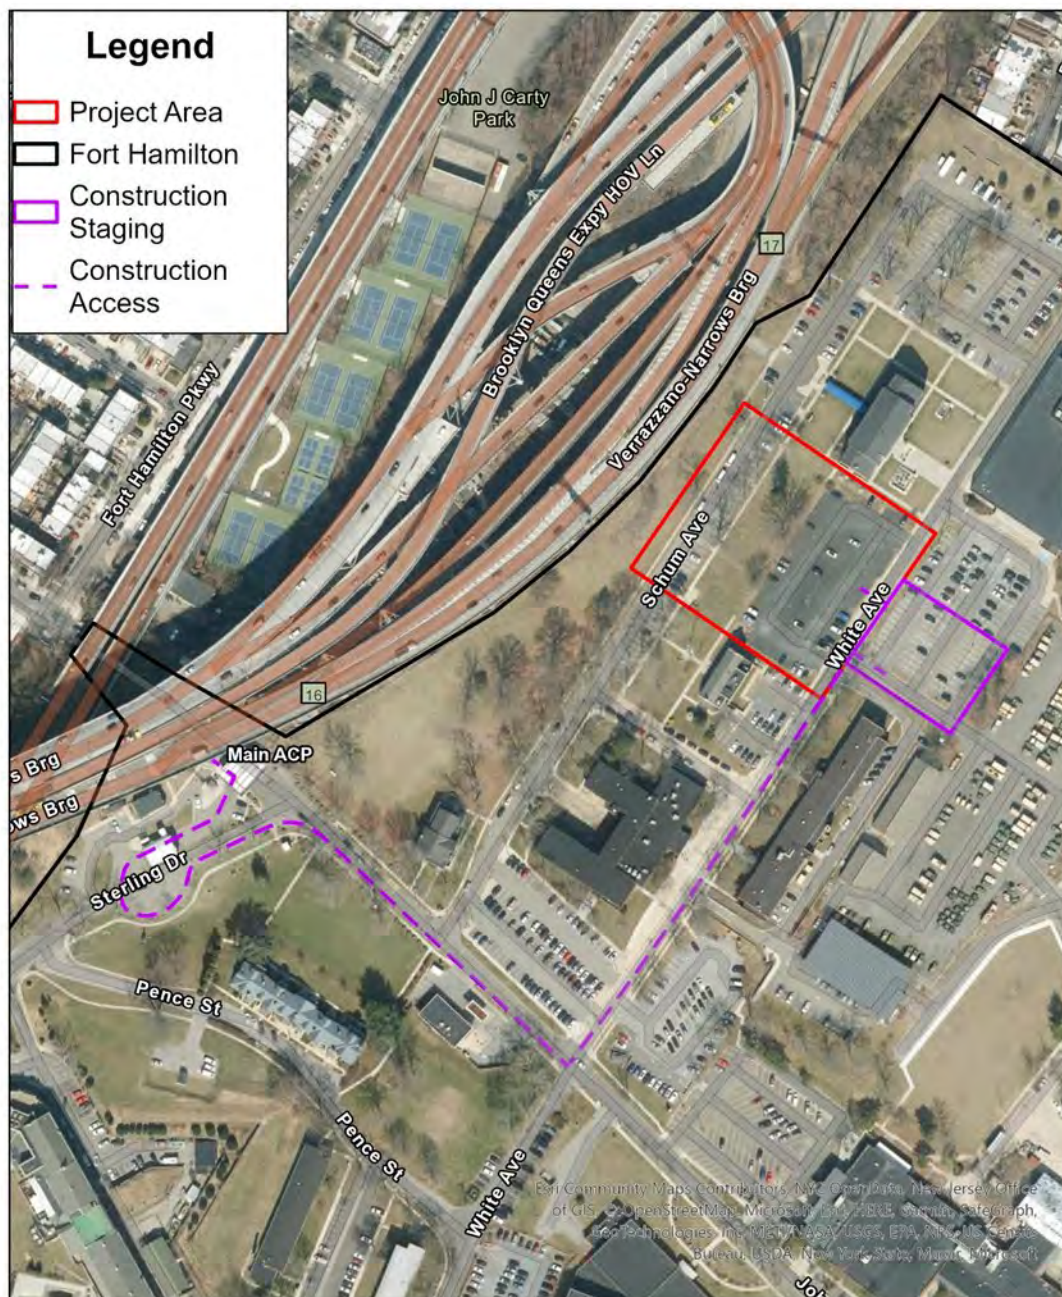 Legend
Project Area
Fort Hamilton
Construction
Staging
Construction
Access
John J Carty
Park
Brooklyn Queens Expy HOV Ln
17
Verrazzano-Narrows Brg
Fort Hamilton Pkwy
Schum Ave
White Ave
16
Main ACP
s Brg
ows Brg
Sterling Dr
Pence St
Pence St
White Ave
Esri Community Maps Contributors, NYC Open Data, New Jersey Office
of GIS, © OpenStreetMap, Microsoft, Esri, HERE, Garmin, SafeGraph,
GeoTechnologies, Inc, METI/NASA, USGS, EPA, NPS, US Census
Bureau, USDA, New York State, Maxar, Microsoft